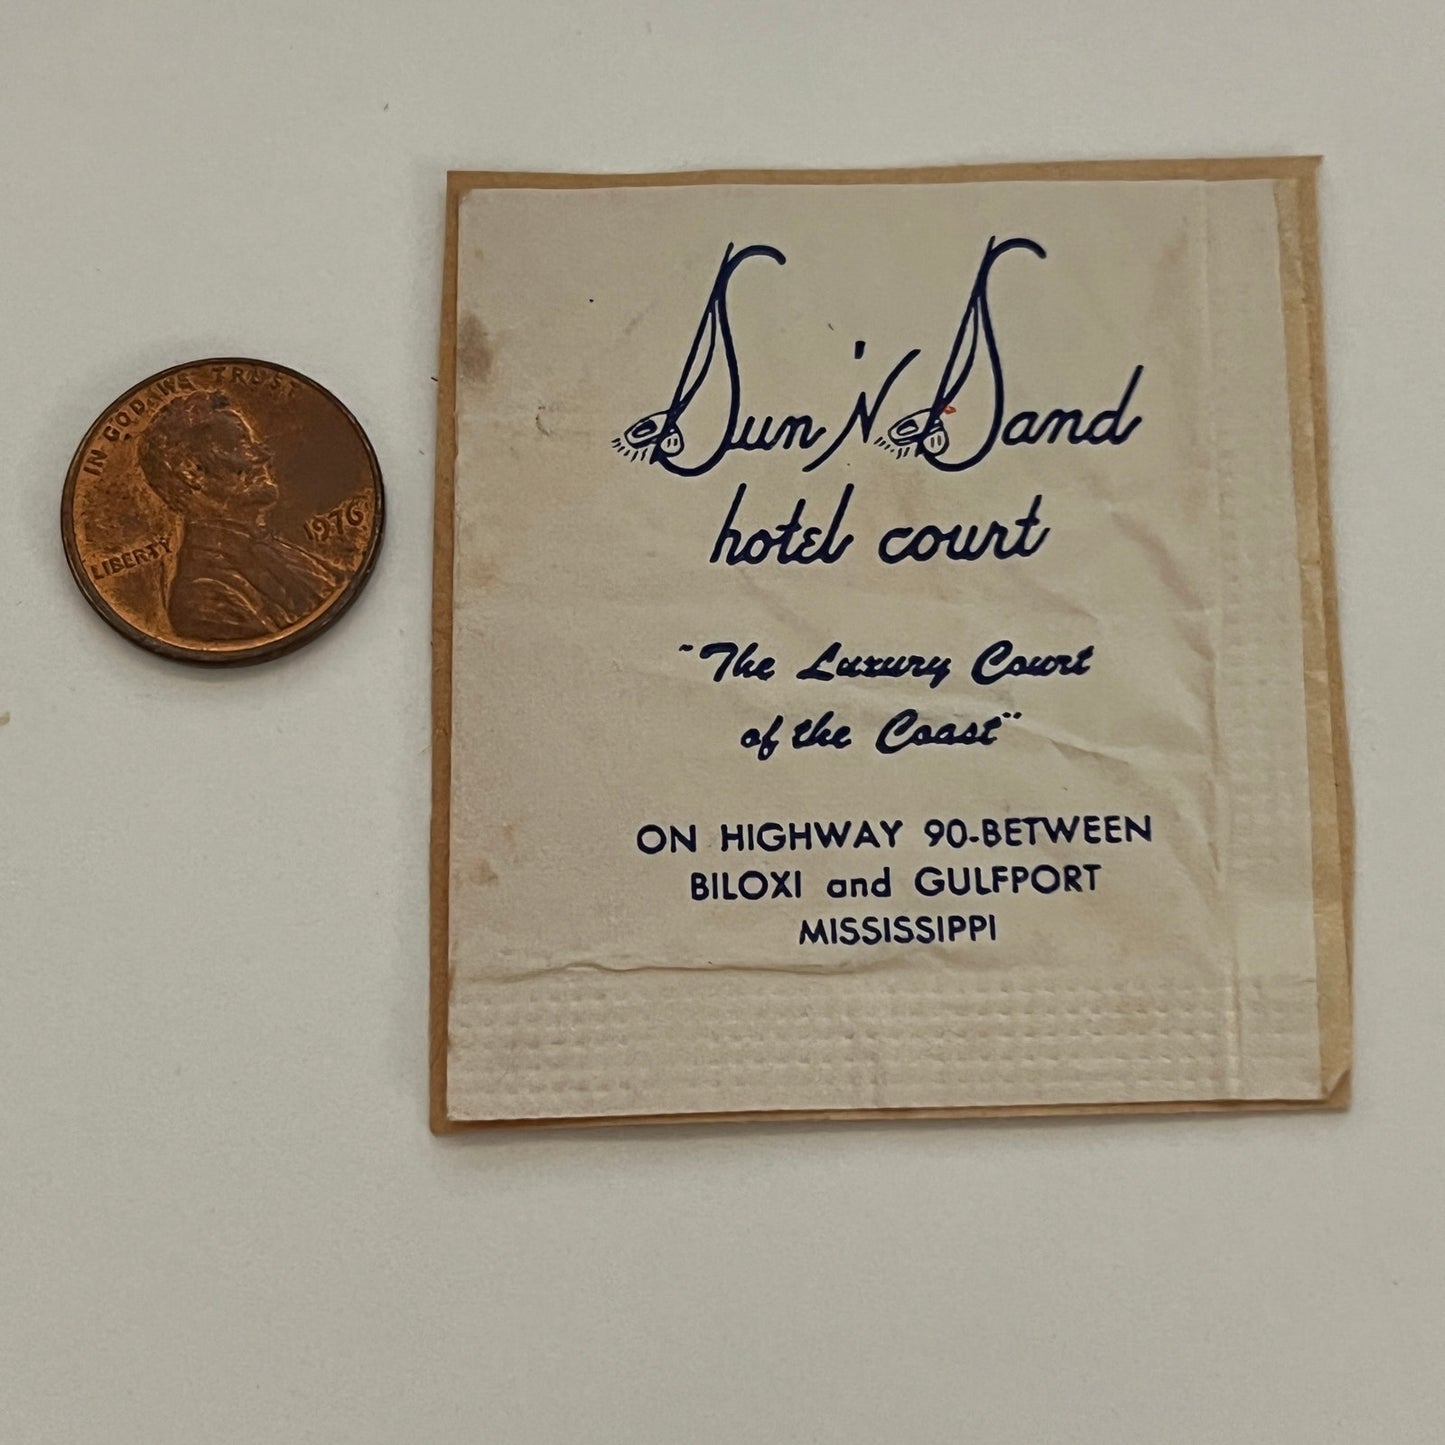 IN GOD WE TRUST
LIBERTY
1976
Sun 'N Sand
hotel court
"The Luxury Court
of the Coast"
ON HIGHWAY 90-BETWEEN
BILOXI and GULFPORT
MISSISSIPPI